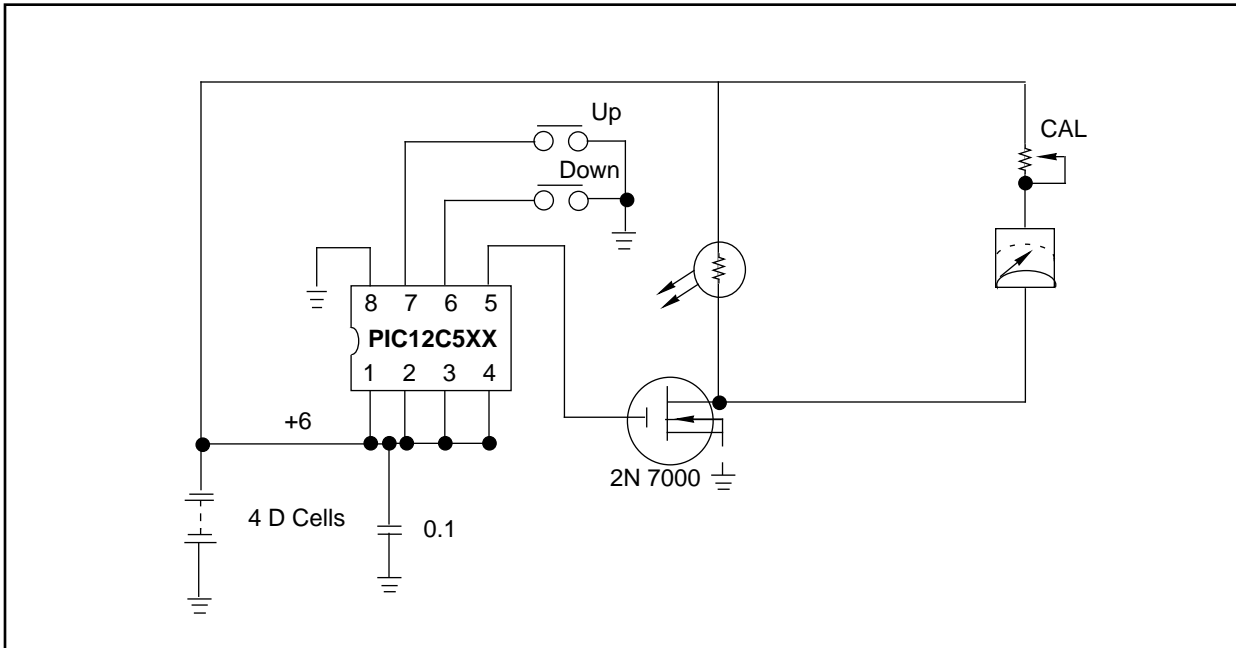 Up
CAL
Down
8 7 6 5
PIC12C5XX
1 2 3 4
+6
2N 7000
4 D Cells
0.1